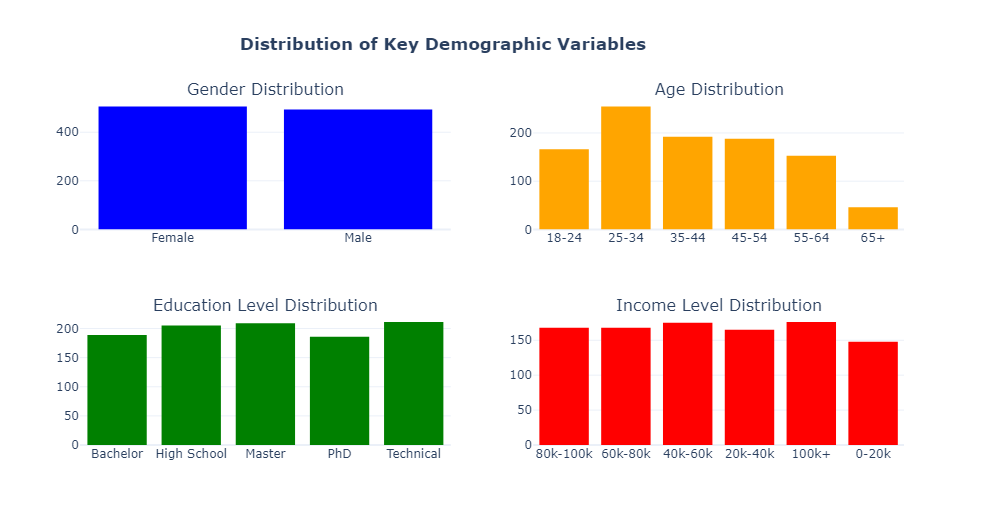 Distribution of Key Demographic Variables
Gender Distribution
400
200
0
Female Male
Age Distribution
200
100
0
18-24 25-34 35-44 45-54 55-64 65+
Education Level Distribution
200
150
100
50
0
Bachelor High School Master PhD Technical
Income Level Distribution
150
100
50
0
80k-100k 60k-80k 40k-60k 20k-40k 100k+ 0-20k